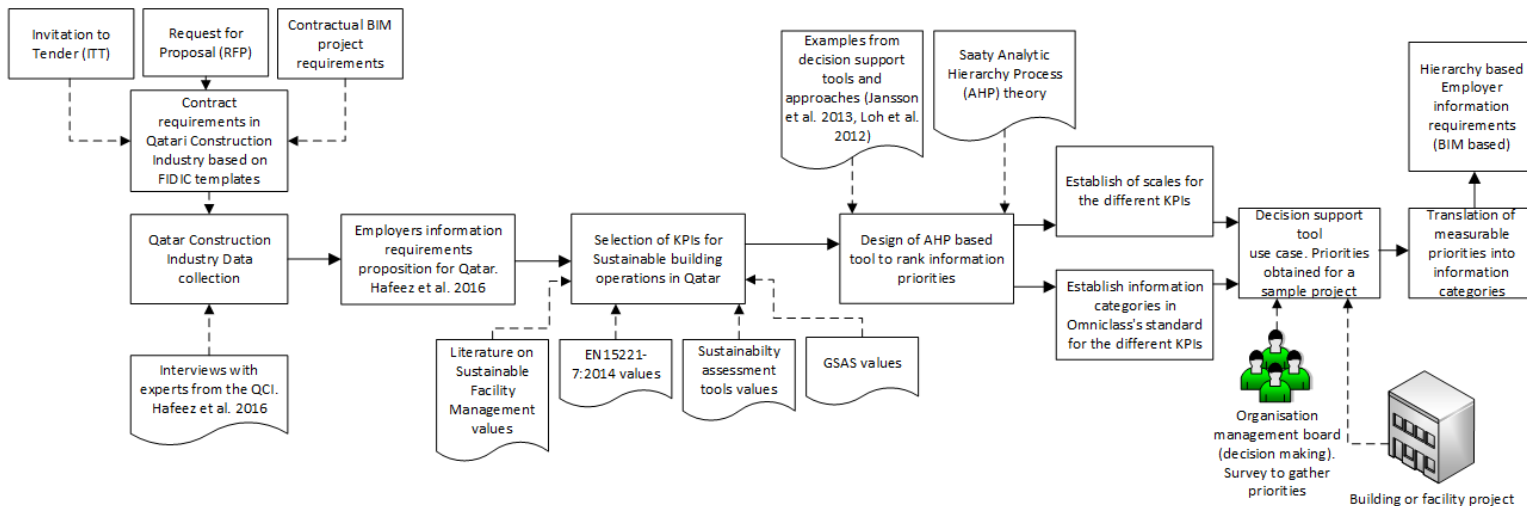 Invitation to
Tender (ITT)
Request for
Proposal (RFP)
Contractual BIM
project
requirements
Contract
requirements in
Qatari Construction
Industry based on
FIDIC templates
Qatar Construction
Industry Data
collection
Interviews with
experts from the QCI.
Hafeez et al. 2016
Employers information
requirements
proposition for Qatar.
Hafeez et al. 2016
Selection of KPIs for
Sustainable building
operations in Qatar
Literature on
Sustainable
Facility
Management
values
EN15221-
7:2014 values
Sustainabilty
assessment
tools values
GSAS values
Examples from
decision support
tools and
approaches (Jansson
et al. 2013, Loh et al.
2012)
Saaty Analytic
Hierarchy Process
(AHP) theory
Design of AHP based
tool to rank information
priorities
Establish of scales for
the different KPIs
Establish information
categories in
Omniclass's standard
for the different KPIs
Decision support
tool
use case. Priorities
obtained for a
sample project
Organisation
management board
(decision making).
Survey to gather
priorities
Building or facility project
Translation of
measurable
priorities into
information
categories
Hierarchy based
Employer
information
requirements
(BIM based)